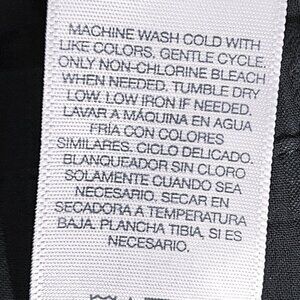 MACHINE WASH COLD WITH
LIKE COLORS. GENTLE CYCLE.
ONLY NON-CHLORINE BLEACH
WHEN NEEDED. TUMBLE DRY
LOW. LOW IRON IF NEEDED.
LAVAR A MÁQUINA EN AGUA
FRÍA CON COLORES
SIMILARES. CICLO DELICADO.
BLANQUEADOR SIN CLORO
SOLAMENTE CUANDO SEA
NECESARIO. SECAR EN
SECADORA A TEMPERATURA
BAJA. PLANCHA TIBIA, SI ES
NECESARIO.